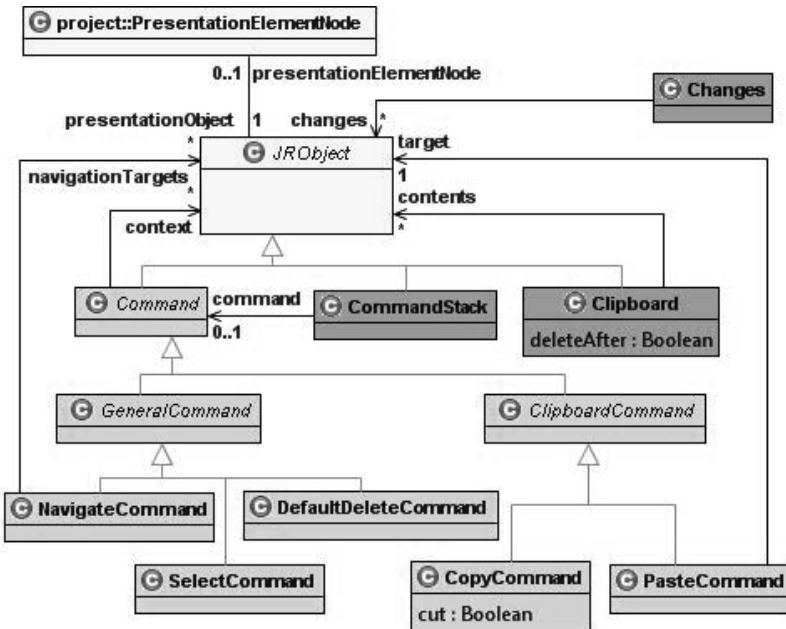 C project::PresentationElementNode
0..1 presentationElementNode
C Changes
presentationObject 1 changes *
* C JRObject target
navigationTargets 1
* contents
context *
C Command command C CommandStack C Clipboard
0..1 deleteAfter : Boolean
C GeneralCommand C ClipboardCommand
C NavigateCommand C DefaultDeleteCommand
C SelectCommand C CopyCommand C PasteCommand
cut : Boolean